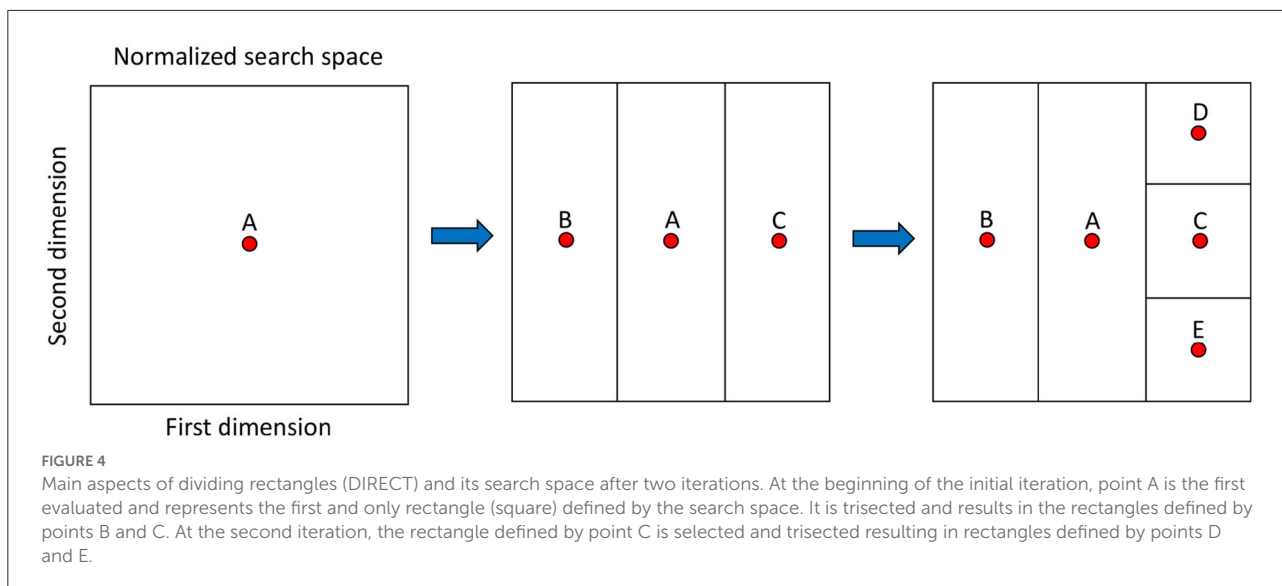 Normalized search space
Second dimension
A
First dimension
B
A
C
B
A
D
C
E
FIGURE 4
Main aspects of dividing rectangles (DIRECT) and its search space after two iterations. At the beginning of the initial iteration, point A is the first
evaluated and represents the first and only rectangle (square) defined by the search space. It is trisected and results in the rectangles defined by
points B and C. At the second iteration, the rectangle defined by point C is selected and trisected resulting in rectangles defined by points D
and E.